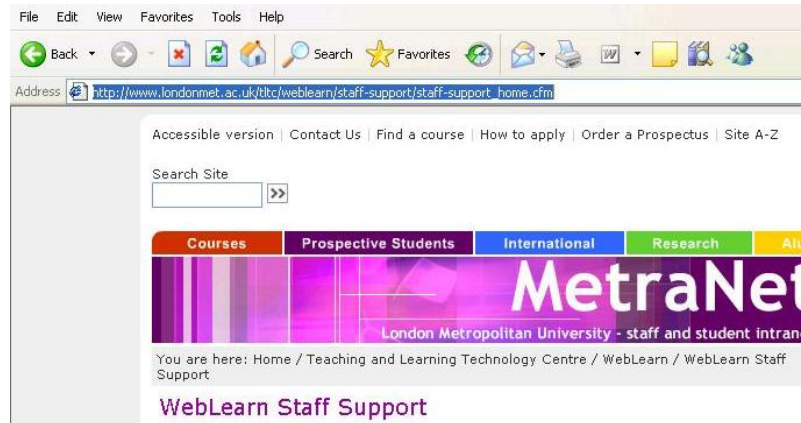 File Edit View Favorites Tools Help
Back Search Favorites
Address http://www.londonmet.ac.uk/tltc/weblearn/staff-support/staff-support_home.cfm
Accessible version | Contact Us | Find a course | How to apply | Order a Prospectus | Site A-Z
Search Site
>>
Courses Prospective Students International Research Al
MetraNet
London Metropolitan University - staff and student intran
You are here: Home / Teaching and Learning Technology Centre / WebLearn / WebLearn Staff
Support
WebLearn Staff Support